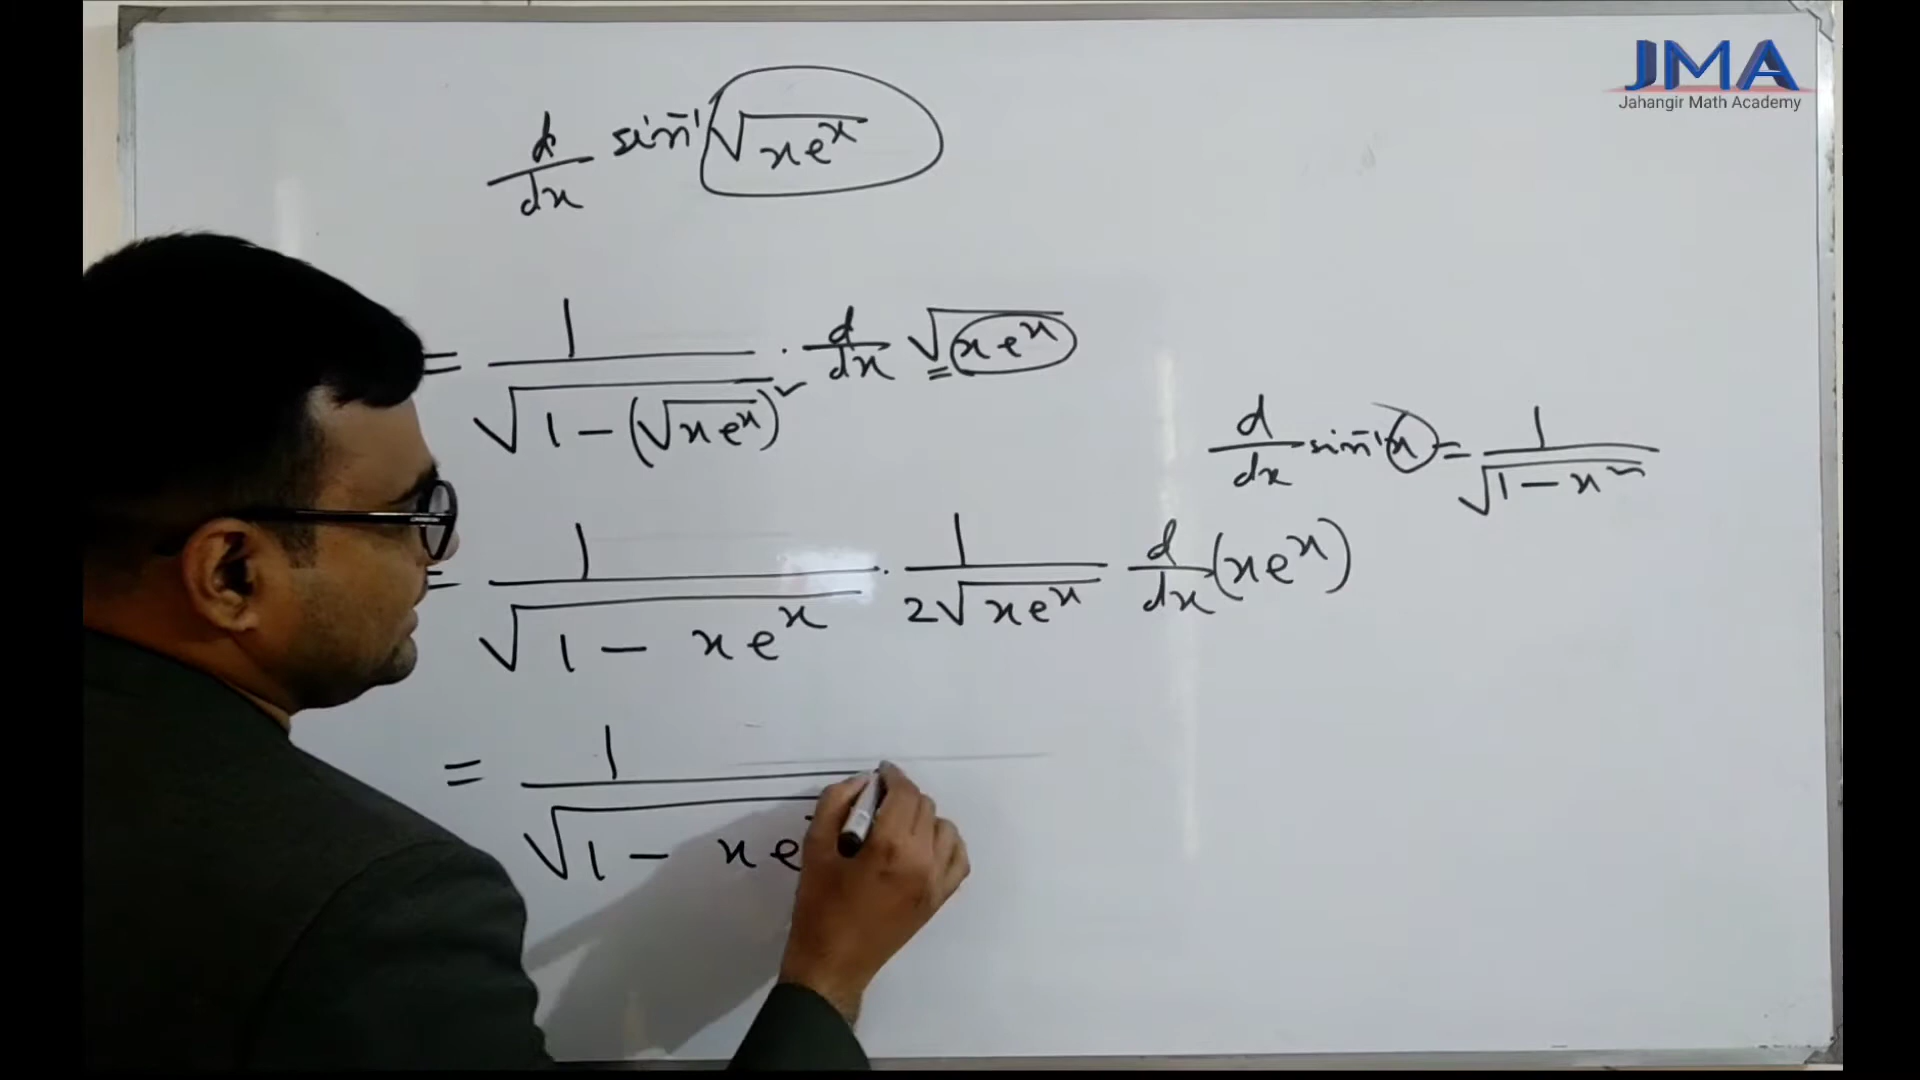 JMA
Jahangir Math Academy
d/dx sin⁻¹ √(xeˣ)
= 1/√(1 − (√(xeˣ))²) · d/dx √(xeˣ)
d/dx sin⁻¹x = 1/√(1 − x²)
= 1/√(1 − xeˣ) · 1/(2√(xeˣ)) d/dx (xeˣ)
= 1/√(1 − xe